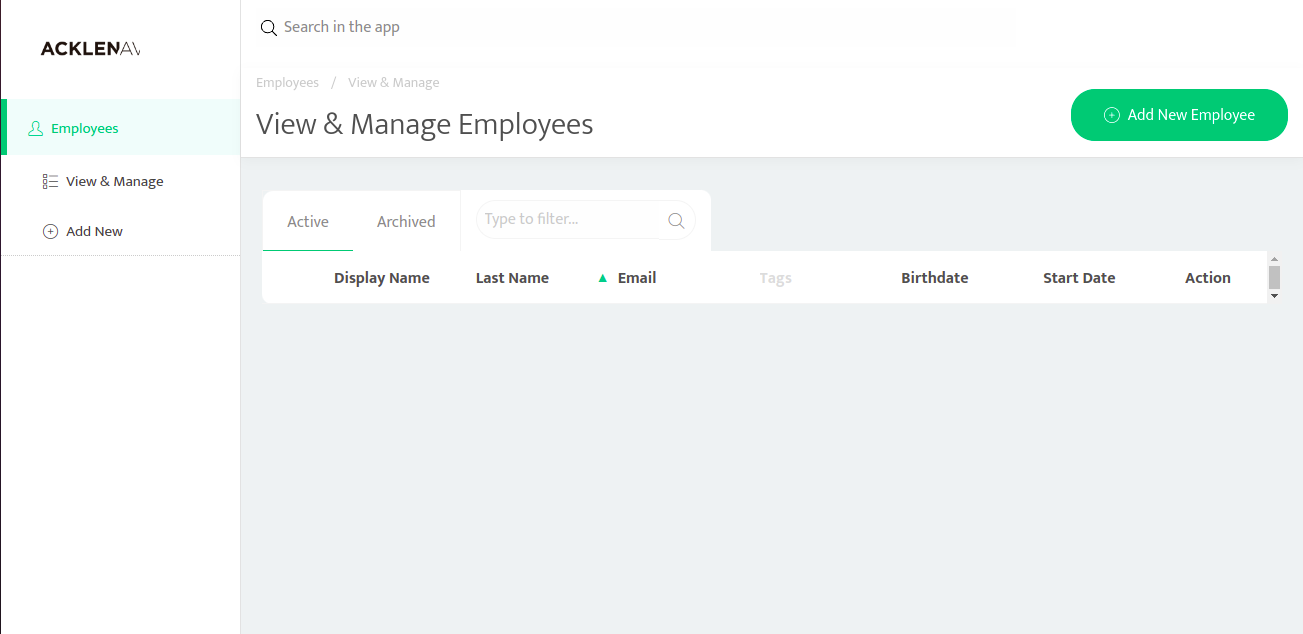 ACKLENAV
Search in the app
Employees / View & Manage
View & Manage Employees
Add New Employee
Employees
View & Manage
Add New
Active
Archived
Type to filter...
Display Name Last Name Email Tags Birthdate Start Date Action